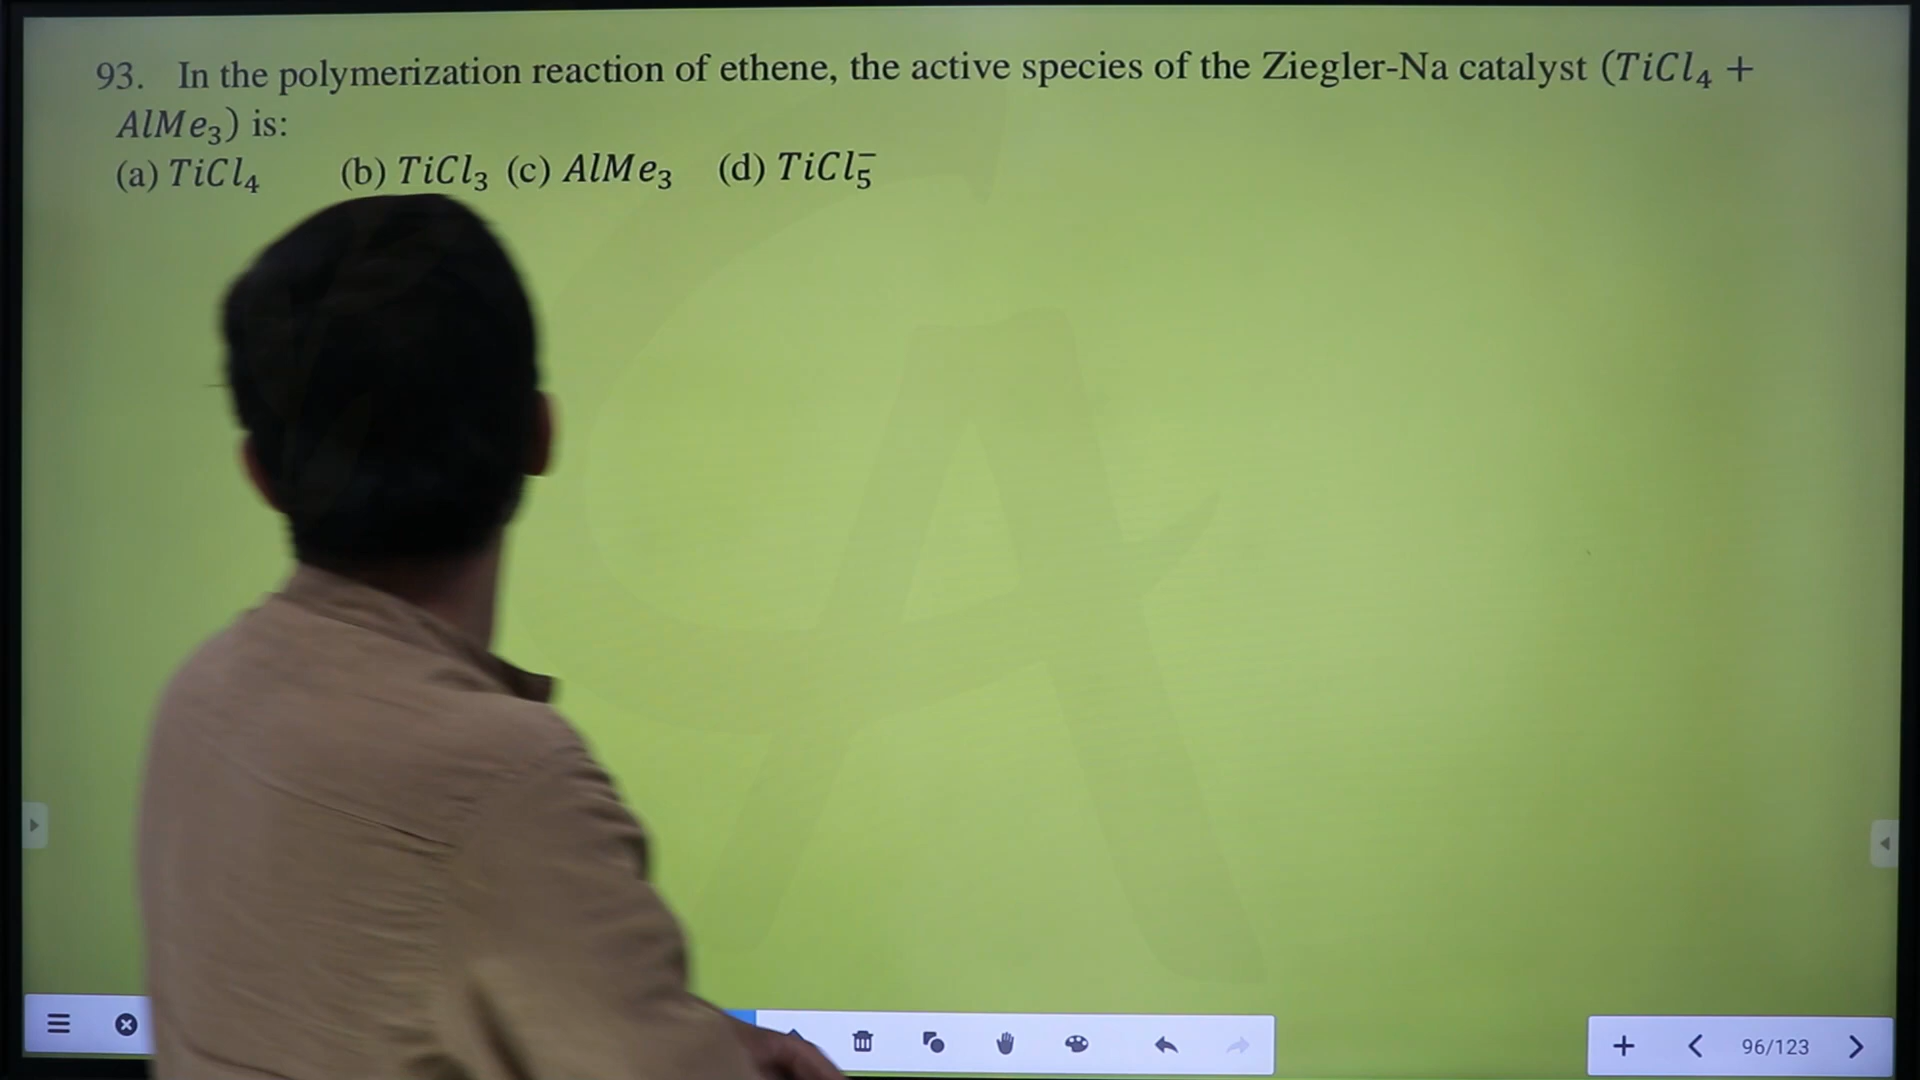 93. In the polymerization reaction of ethene, the active species of the Ziegler-Na catalyst (TiCl₄ +
AlMe₃) is:
(a) TiCl₄ (b) TiCl₃ (c) AlMe₃ (d) TiCl₅⁻
96/123